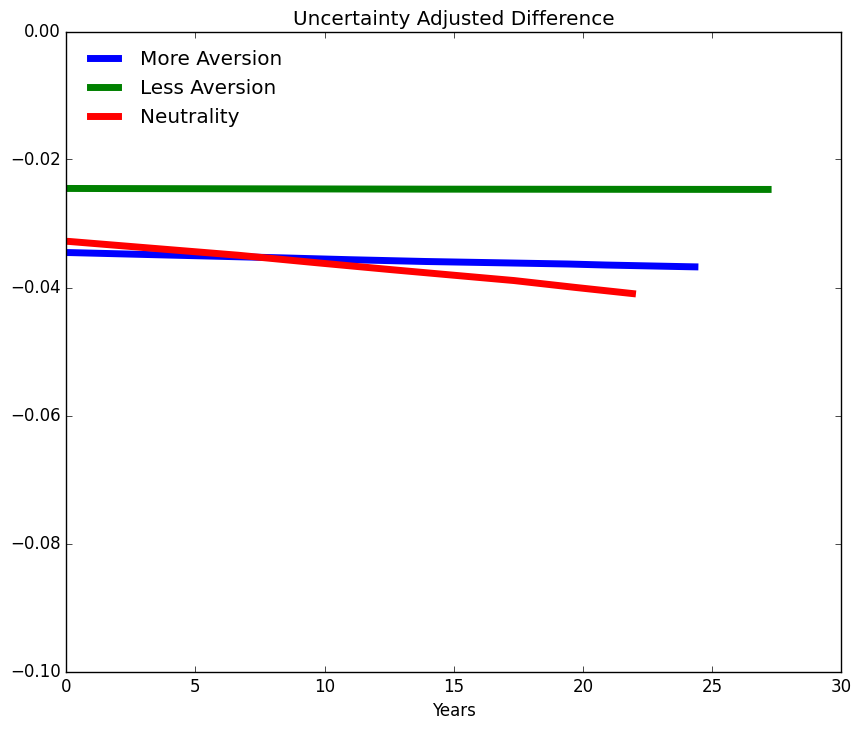 Uncertainty Adjusted Difference
0.00
More Aversion
Less Aversion
Neutrality
−0.02
−0.04
−0.06
−0.08
−0.10
0 5 10 15 20 25 30
Years